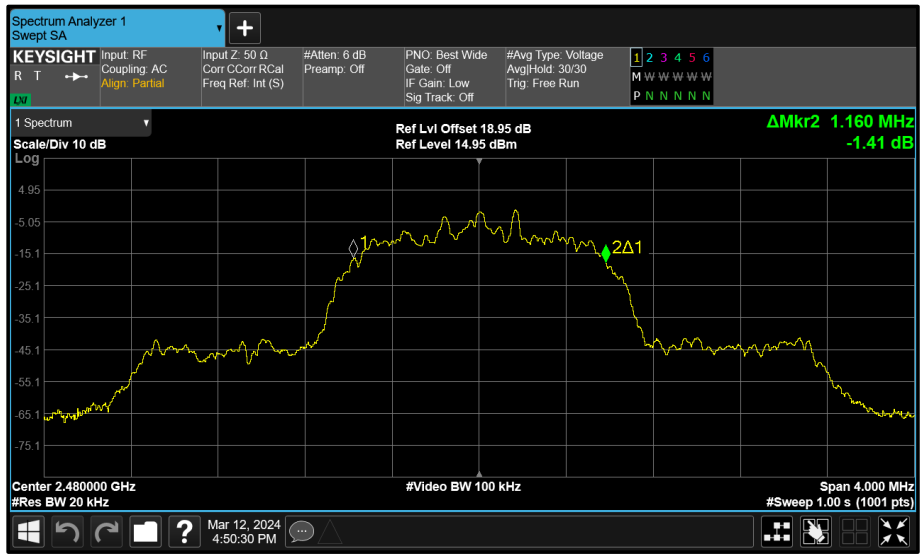 Spectrum Analyzer 1
Swept SA
+
KEYSIGHT
R T
LXI
Input: RF
Coupling: AC
Align: Partial
Input Z: 50 Ω
Corr CCorr RCal
Freq Ref: Int (S)
#Atten: 6 dB
Preamp: Off
PNO: Best Wide
Gate: Off
IF Gain: Low
Sig Track: Off
#Avg Type: Voltage
Avg|Hold: 30/30
Trig: Free Run
1 2 3 4 5 6
M W W W W W
P N N N N N
1 Spectrum
Scale/Div 10 dB
Ref Lvl Offset 18.95 dB
Ref Level 14.95 dBm
ΔMkr2 1.160 MHz
-1.41 dB
Log
4.95
-5.05
-15.1
-25.1
-35.1
-45.1
-55.1
-65.1
-75.1
1
2Δ1
Center 2.480000 GHz
#Video BW 100 kHz
Span 4.000 MHz
#Res BW 20 kHz
#Sweep 1.00 s (1001 pts)
?
Mar 12, 2024
4:50:30 PM